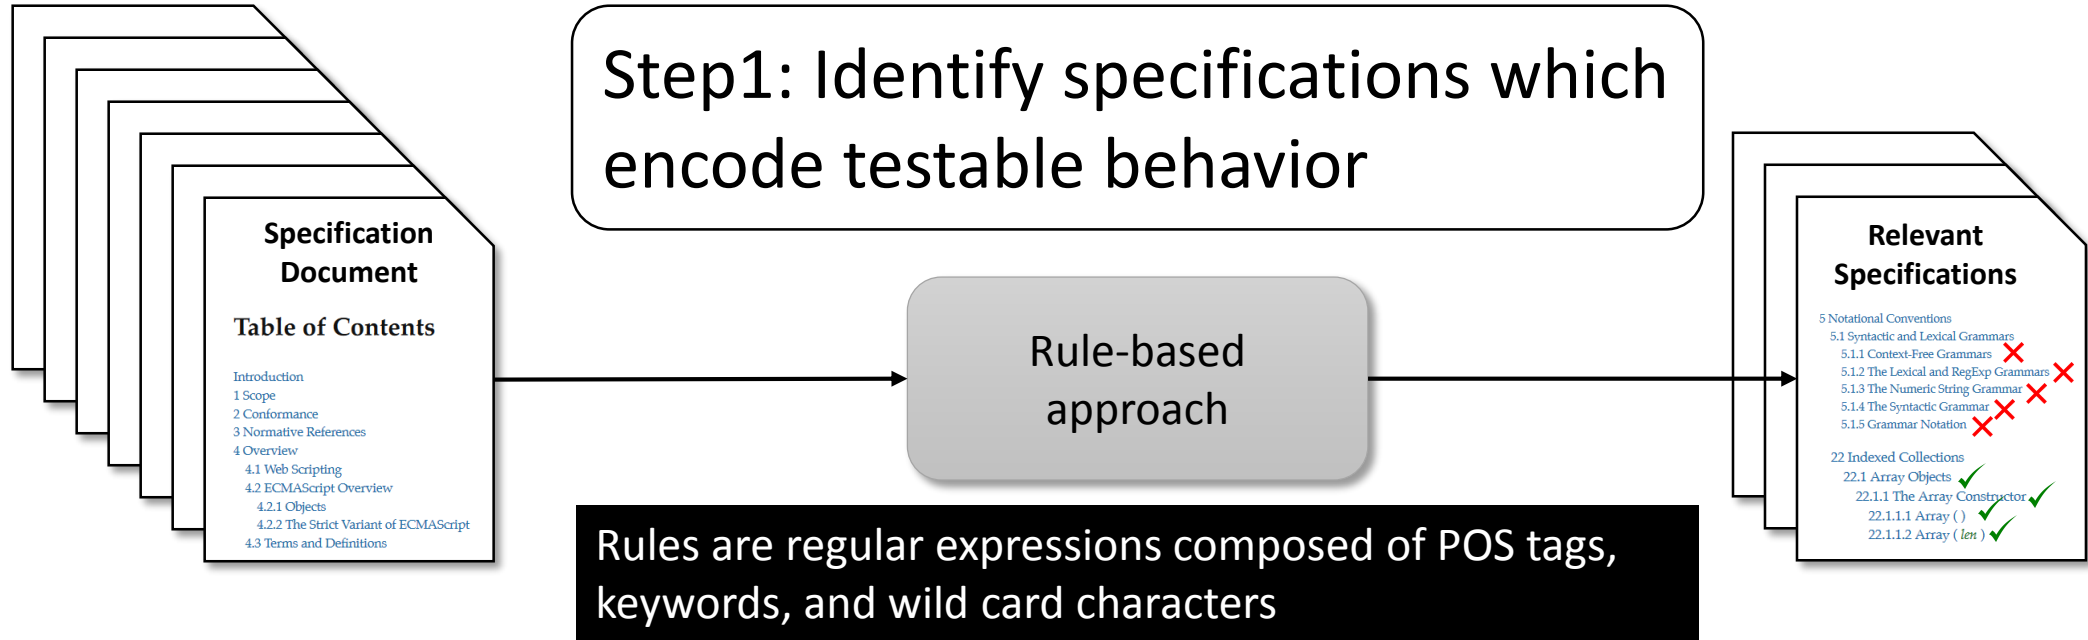 Step1: Identify specifications which
encode testable behavior
Specification
Document
Table of Contents
Introduction
1 Scope
2 Conformance
3 Normative References
4 Overview
4.1 Web Scripting
4.2 ECMAScript Overview
4.2.1 Objects
4.2.2 The Strict Variant of ECMAScript
4.3 Terms and Definitions
Rule-based
approach
Rules are regular expressions composed of POS tags,
keywords, and wild card characters
Relevant
Specifications
5 Notational Conventions
5.1 Syntactic and Lexical Grammars
5.1.1 Context-Free Grammars
5.1.2 The Lexical and RegExp Grammars
5.1.3 The Numeric String Grammar
5.1.4 The Syntactic Grammar
5.1.5 Grammar Notation
22 Indexed Collections
22.1 Array Objects
22.1.1 The Array Constructor
22.1.1.1 Array ( )
22.1.1.2 Array ( len )